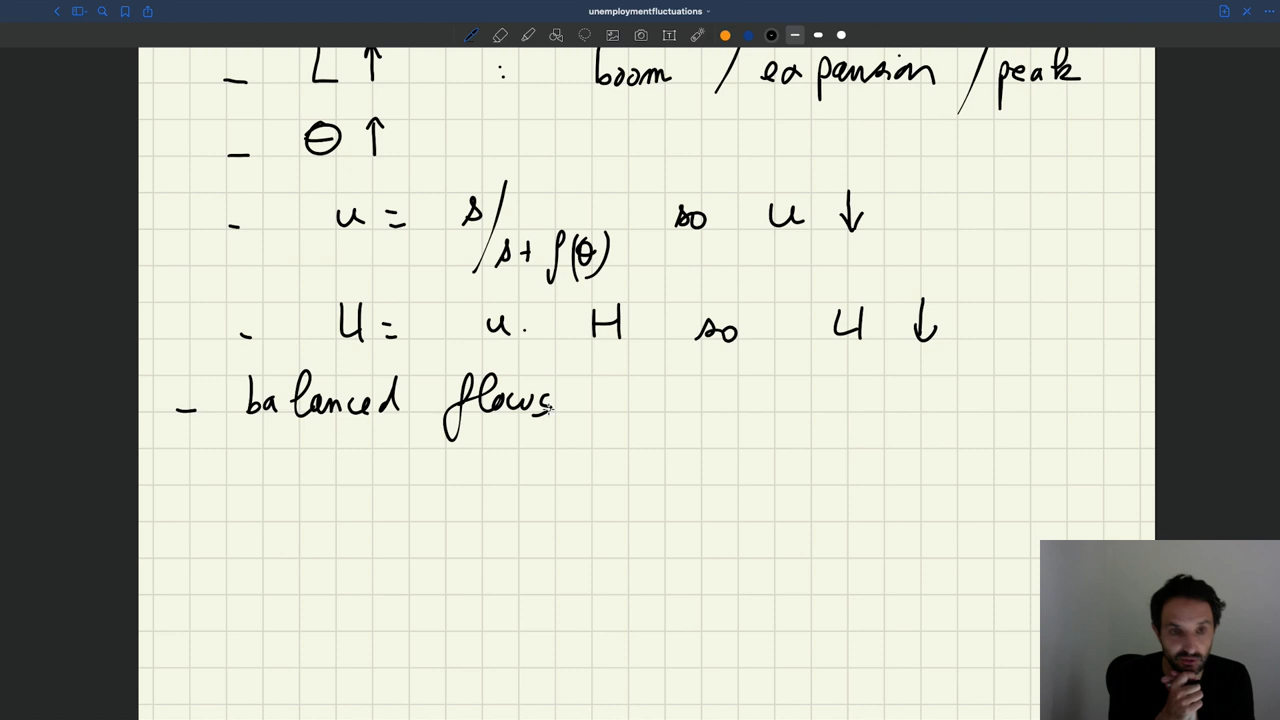 unemploymentfluctuations
- L ↑ : boom / expansion / peak
- θ ↑
- u = s/s+f(θ) so u ↓
- U = u. H so U ↓
- balanced flows